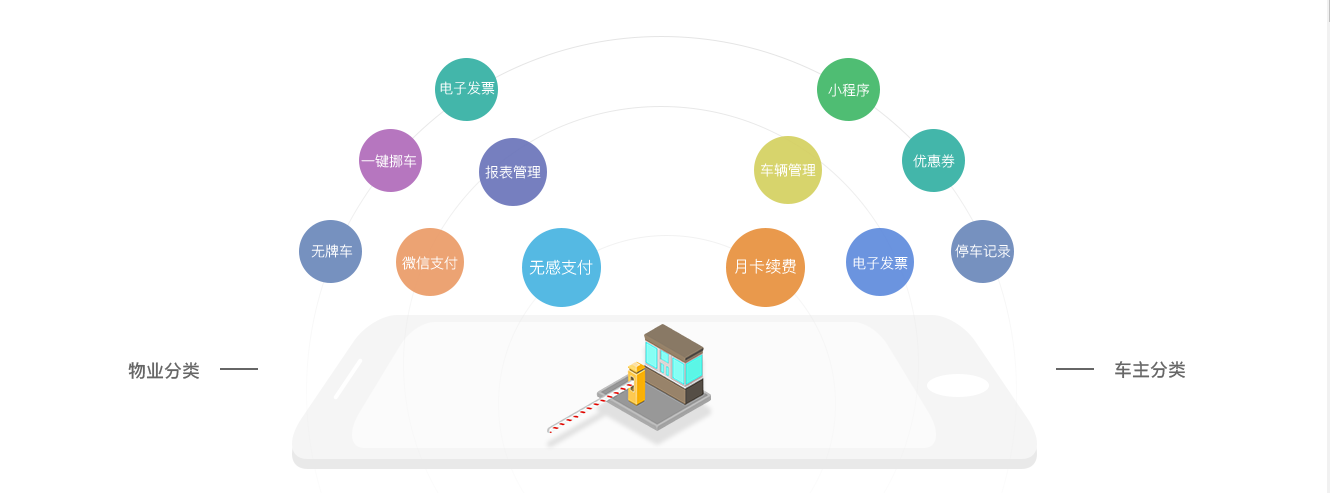 电子发票
小程序
一键挪车
优惠券
报表管理
车辆管理
无牌车
微信支付
无感支付
月卡续费
电子发票
停车记录
物业分类
车主分类